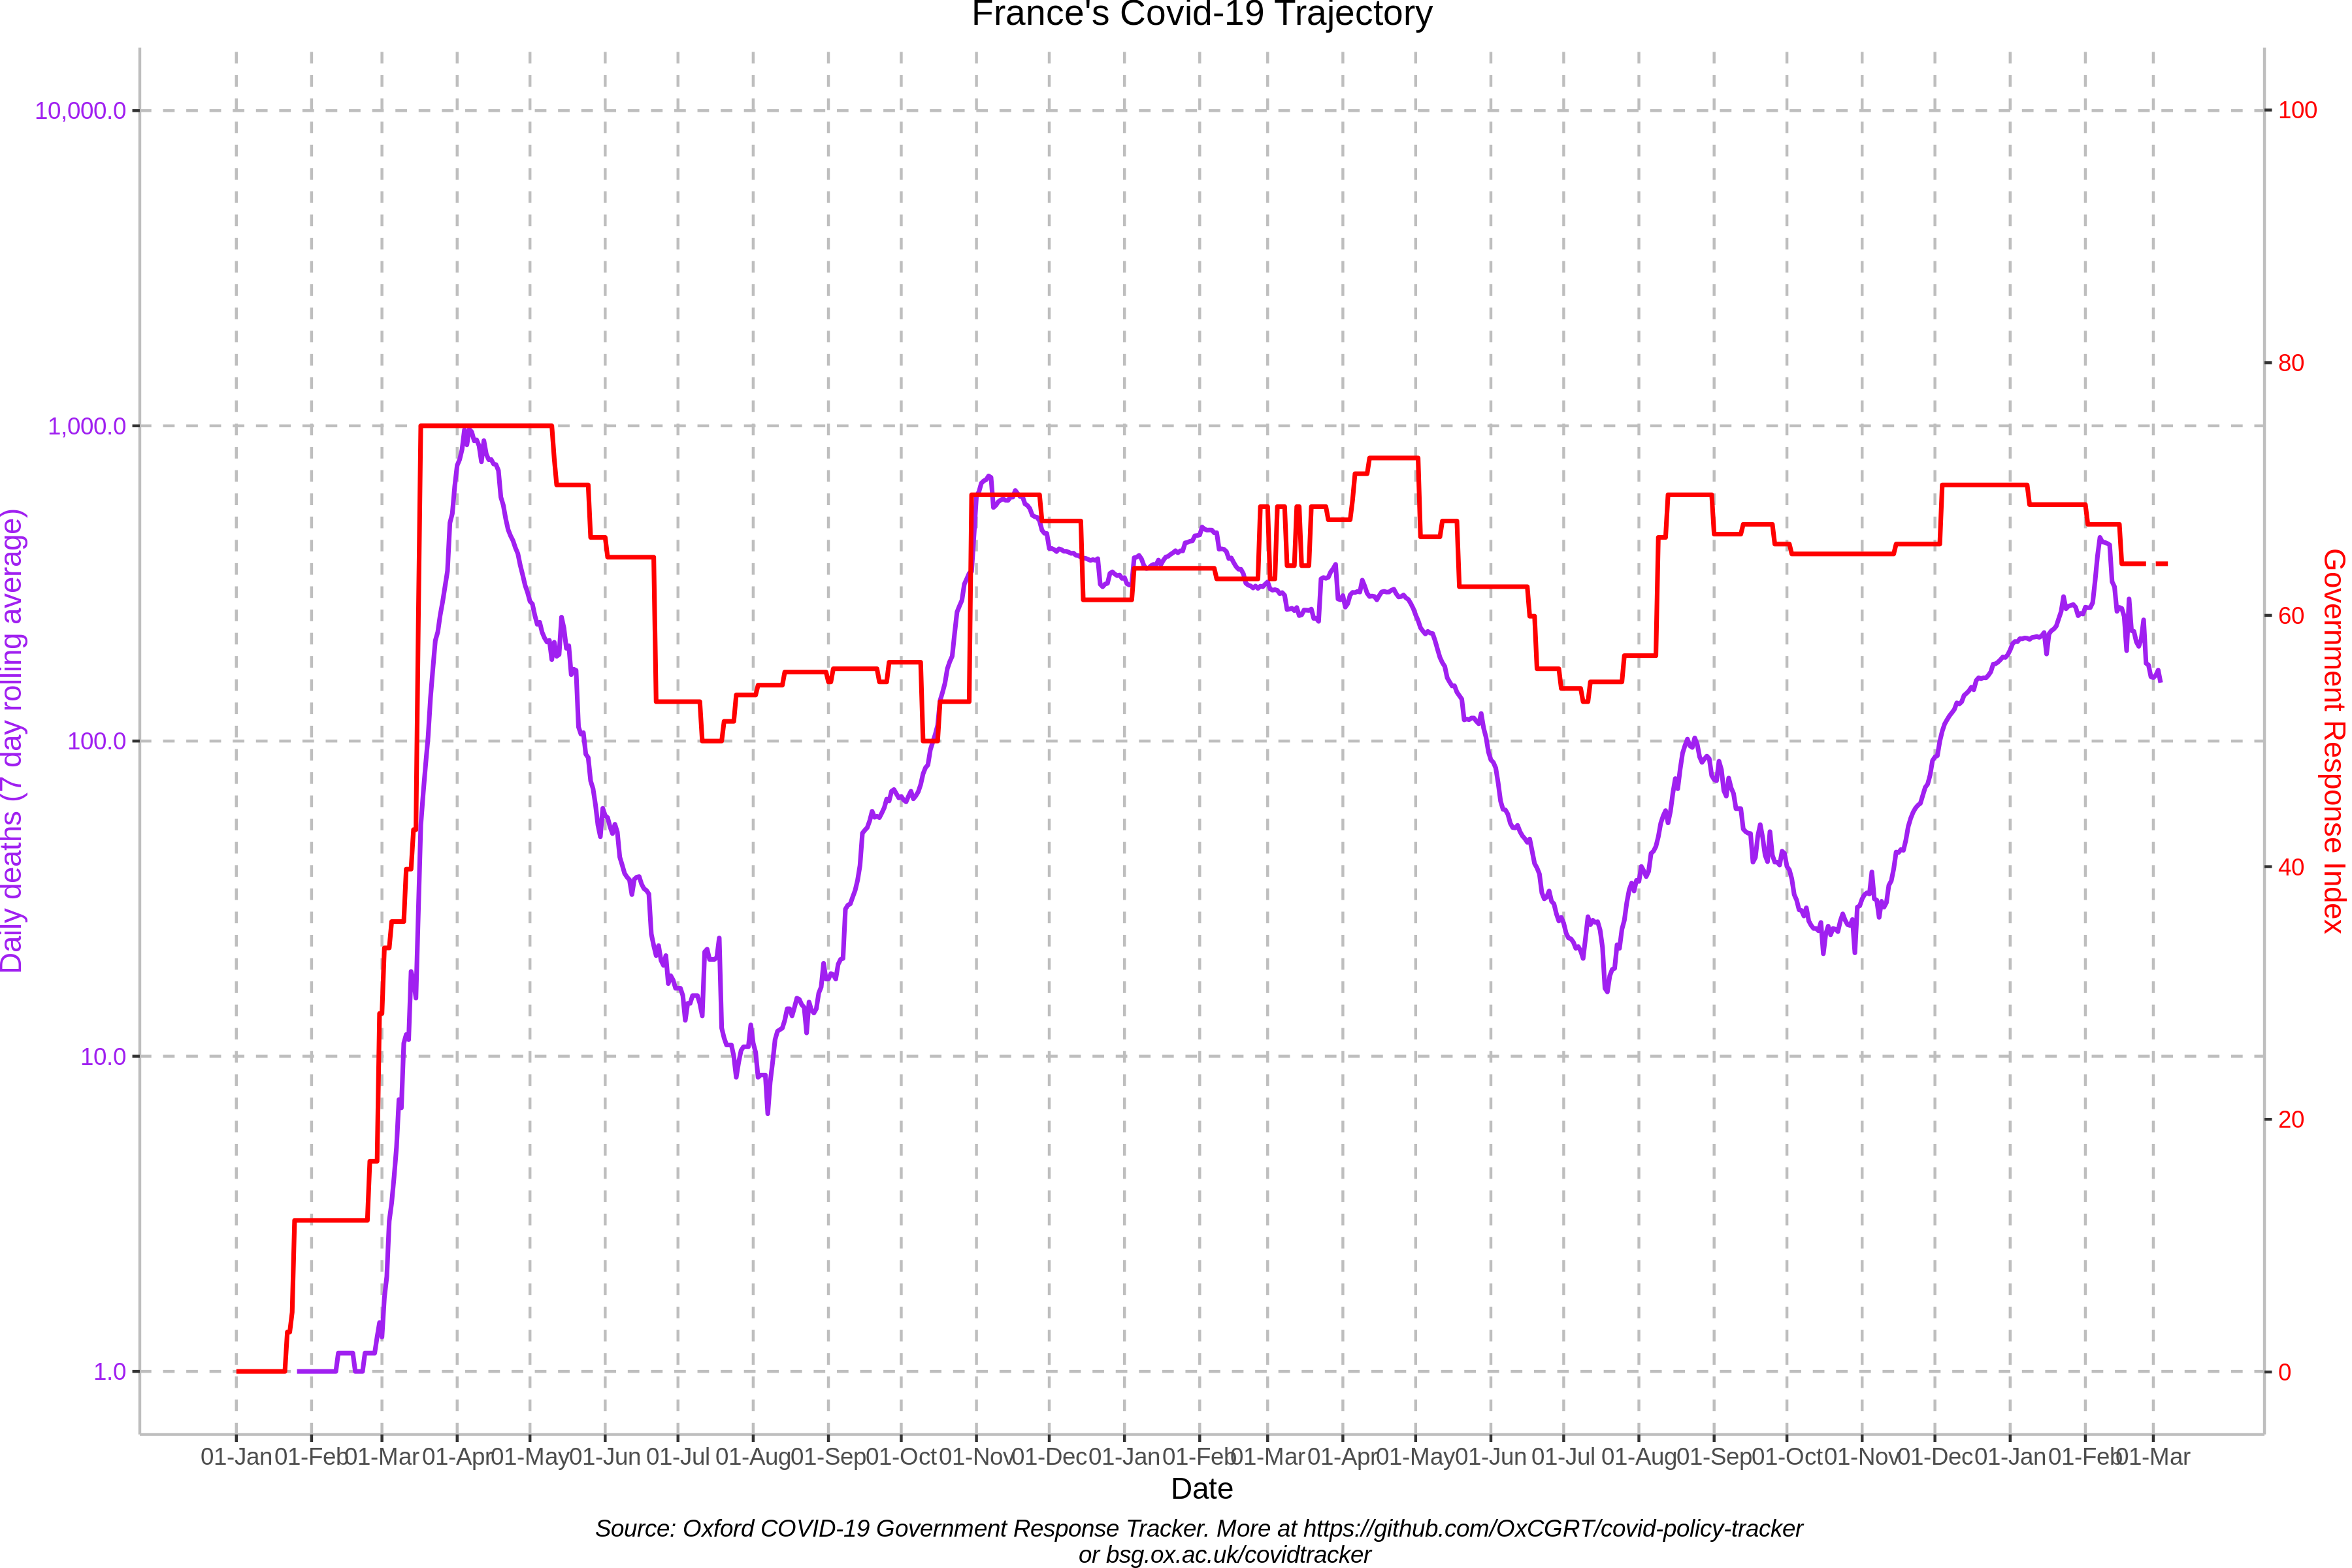 France's Covid-19 Trajectory
10,000.0
1,000.0
100.0
10.0
1.0
Daily deaths (7 day rolling average)
100
80
60
40
20
0
Government Response Index
01-Jan 01-Feb 01-Mar 01-Apr 01-May 01-Jun 01-Jul 01-Aug 01-Sep 01-Oct 01-Nov 01-Dec 01-Jan 01-Feb 01-Mar 01-Apr 01-May 01-Jun 01-Jul 01-Aug 01-Sep 01-Oct 01-Nov 01-Dec 01-Jan 01-Feb 01-Mar
Date
Source: Oxford COVID-19 Government Response Tracker. More at https://github.com/OxCGRT/covid-policy-tracker
or bsg.ox.ac.uk/covidtracker